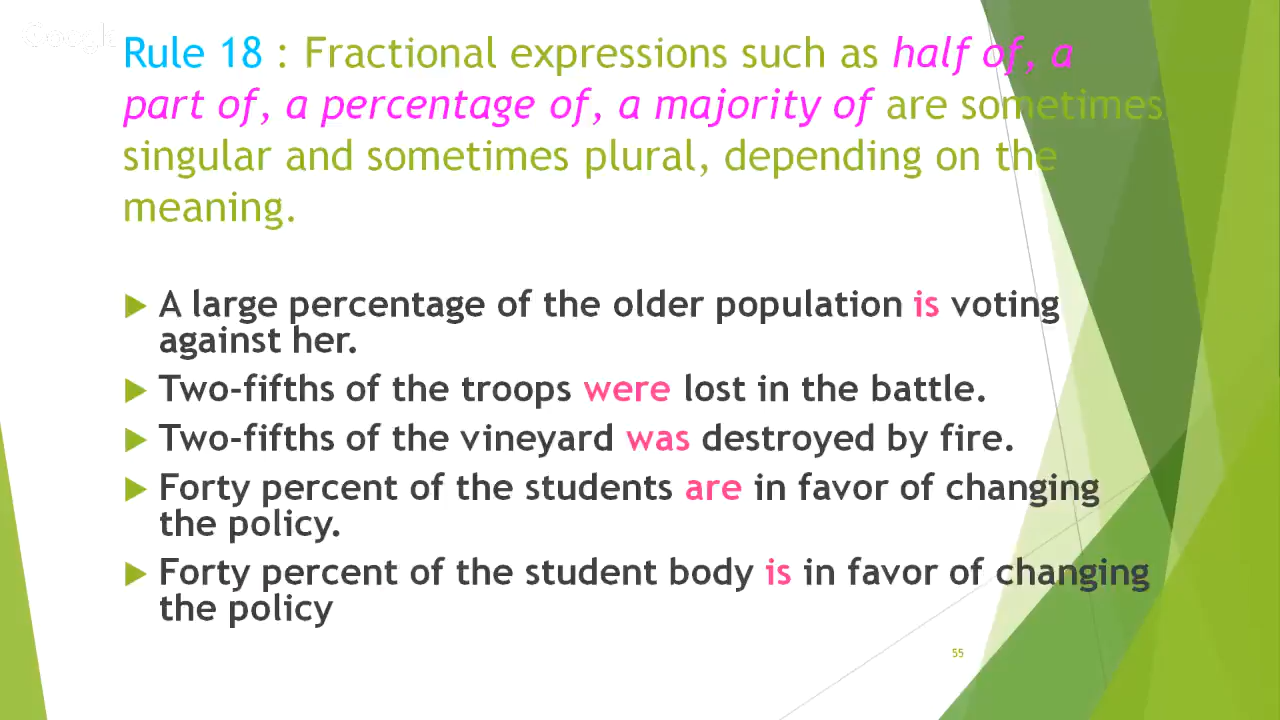 Google
Rule 18 : Fractional expressions such as half of, a
part of, a percentage of, a majority of are sometimes
singular and sometimes plural, depending on the
meaning.
A large percentage of the older population is voting
against her.
Two-fifths of the troops were lost in the battle.
Two-fifths of the vineyard was destroyed by fire.
Forty percent of the students are in favor of changing
the policy.
Forty percent of the student body is in favor of changing
the policy
55